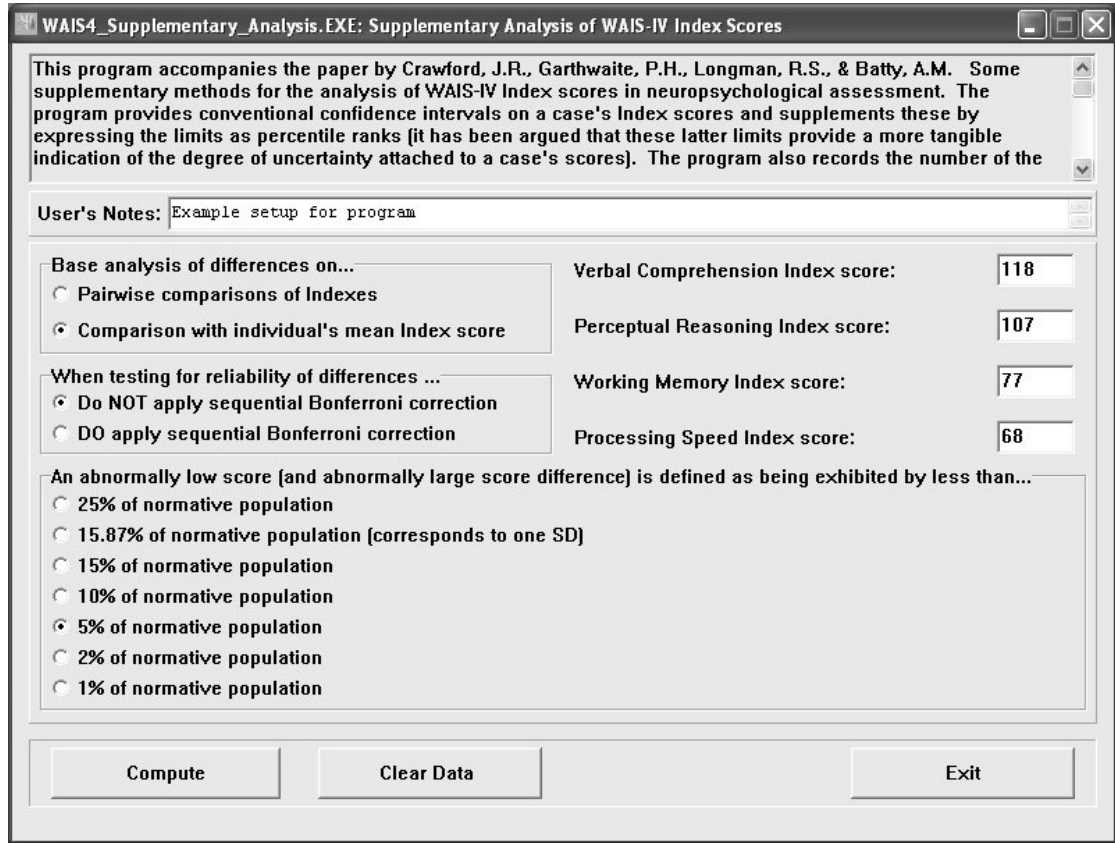 WAIS4_Supplementary_Analysis.EXE: Supplementary Analysis of WAIS-IV Index Scores
This program accompanies the paper by Crawford, J.R., Garthwaite, P.H., Longman, R.S., & Batty, A.M. Some
supplementary methods for the analysis of WAIS-IV Index scores in neuropsychological assessment. The
program provides conventional confidence intervals on a case's Index scores and supplements these by
expressing the limits as percentile ranks (it has been argued that these latter limits provide a more tangible
indication of the degree of uncertainty attached to a case's scores). The program also records the number of the
User's Notes: Example setup for program
Base analysis of differences on...
Pairwise comparisons of Indexes
Comparison with individual's mean Index score
Verbal Comprehension Index score: 118
Perceptual Reasoning Index score: 107
When testing for reliability of differences ...
Do NOT apply sequential Bonferroni correction
DO apply sequential Bonferroni correction
Working Memory Index score: 77
Processing Speed Index score: 68
An abnormally low score (and abnormally large score difference) is defined as being exhibited by less than...
25% of normative population
15.87% of normative population (corresponds to one SD)
15% of normative population
10% of normative population
5% of normative population
2% of normative population
1% of normative population
Compute Clear Data Exit